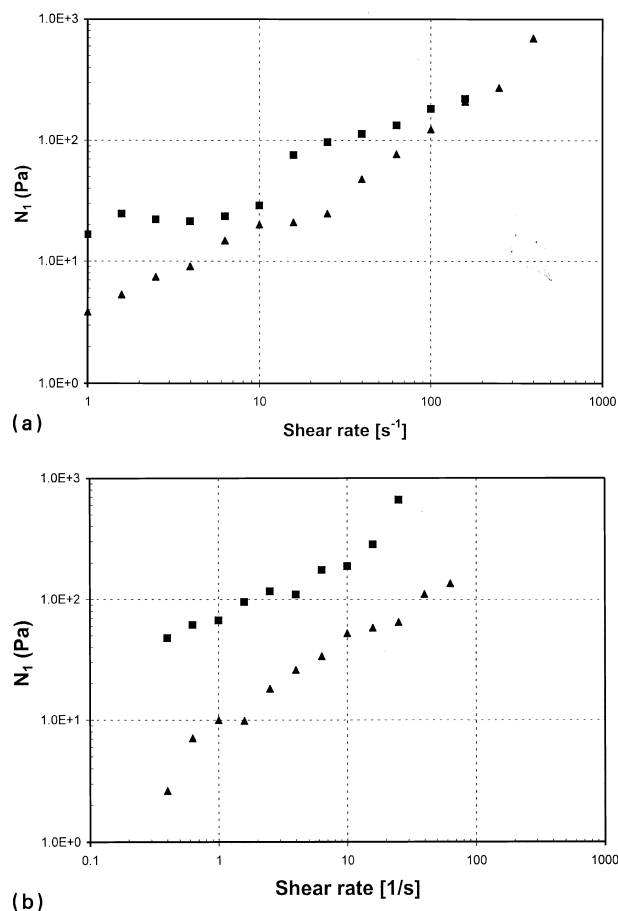 1.0E+3
1.0E+2
1.0E+1
1.0E+0
N₁ (Pa)
1 10 100 1000
Shear rate [s⁻¹]
(a)
1.0E+3
1.0E+2
1.0E+1
1.0E+0
N₁ (Pa)
0.1 1 10 100 1000
Shear rate [1/s]
(b)